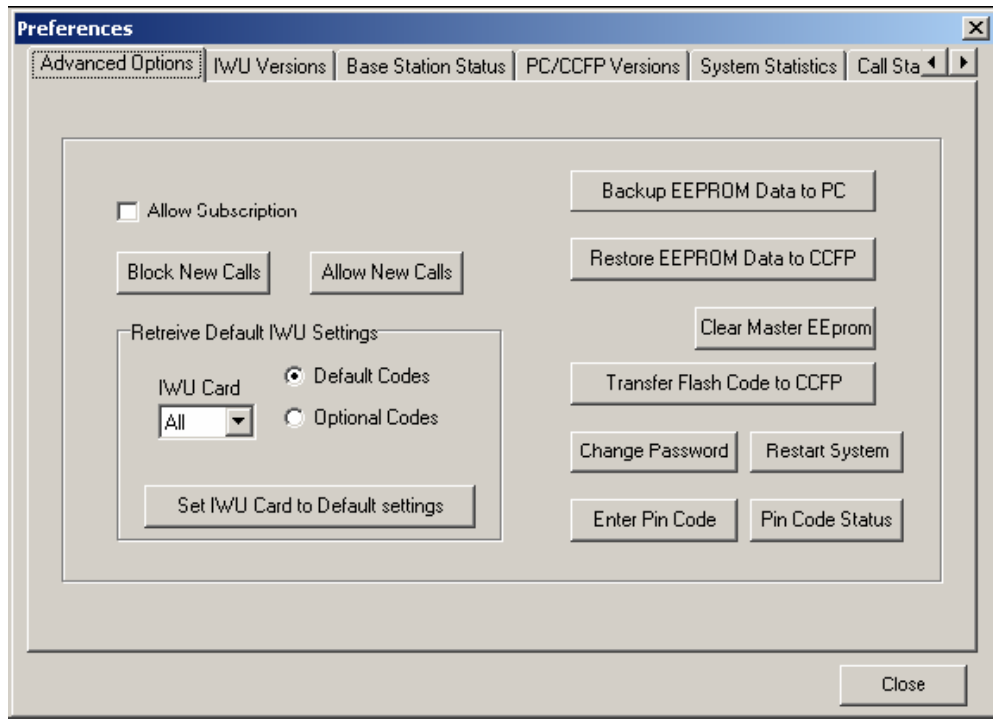 Preferences
Advanced Options IWU Versions Base Station Status PC/CCFP Versions System Statistics Call Sta
Allow Subscription
Block New Calls Allow New Calls
Retreive Default IWU Settings
IWU Card
All
Default Codes
Optional Codes
Set IWU Card to Default settings
Backup EEPROM Data to PC
Restore EEPROM Data to CCFP
Clear Master EEprom
Transfer Flash Code to CCFP
Change Password Restart System
Enter Pin Code Pin Code Status
Close